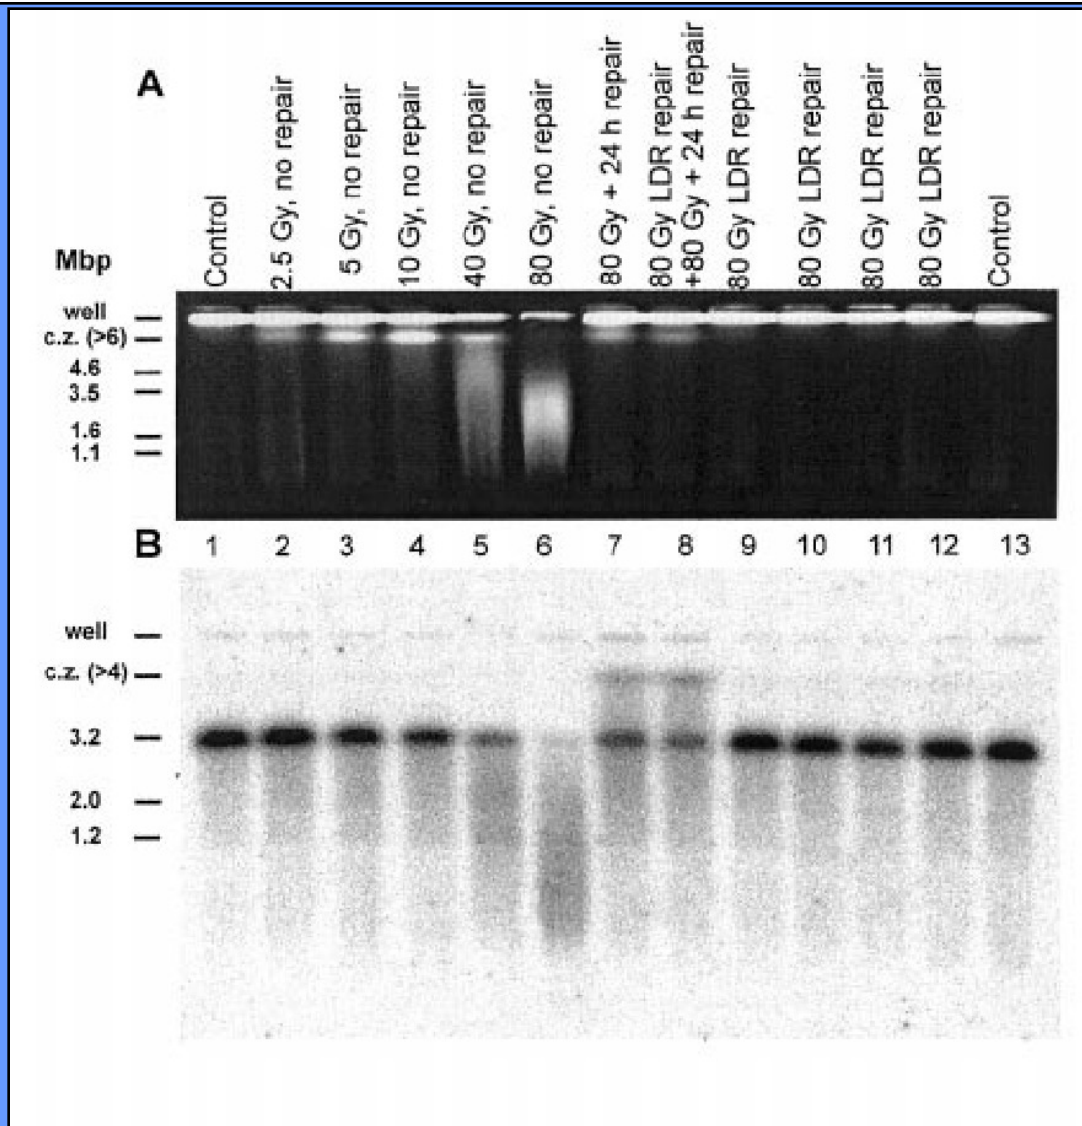 A
Control
2.5 Gy, no repair
5 Gy, no repair
10 Gy, no repair
40 Gy, no repair
80 Gy, no repair
80 Gy + 24 h repair
80 Gy LDR repair
+80 Gy + 24 h repair
80 Gy LDR repair
80 Gy LDR repair
80 Gy LDR repair
80 Gy LDR repair
Control
Mbp
well
c.z. (>6)
4.6
3.5
1.6
1.1
B 1 2 3 4 5 6 7 8 9 10 11 12 13
well
c.z. (>4)
3.2
2.0
1.2